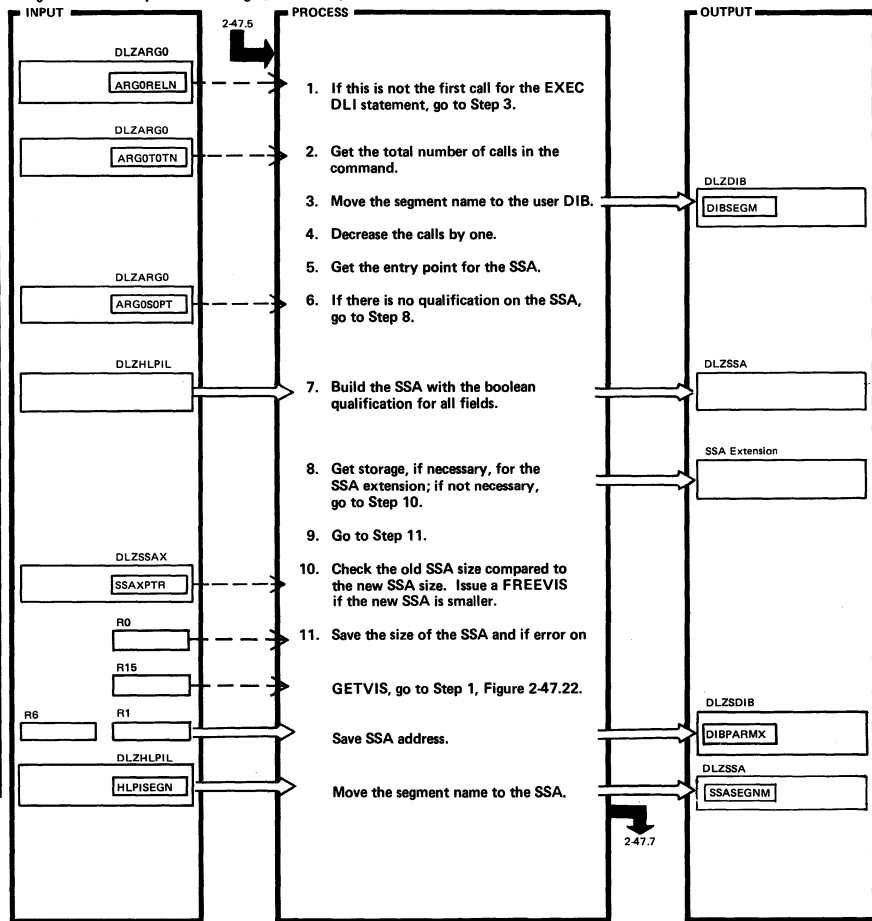 INPUT
PROCESS
OUTPUT
2-47.5
DLZARG0
ARG0RELN
1. If this is not the first call for the EXEC
DLI statement, go to Step 3.
DLZARG0
ARG0TOTN
2. Get the total number of calls in the
command.
3. Move the segment name to the user DIB.
DLZDIB
DIBSEGM
4. Decrease the calls by one.
5. Get the entry point for the SSA.
DLZARG0
ARG0S0PT
6. If there is no qualification on the SSA,
go to Step 8.
DLZHLPIL
7. Build the SSA with the boolean
qualification for all fields.
DLZSSA
8. Get storage, if necessary, for the
SSA extension; if not necessary,
go to Step 10.
SSA Extension
9. Go to Step 11.
DLZSSAX
SSAXPTR
10. Check the old SSA size compared to
the new SSA size. Issue a FREEVIS
if the new SSA is smaller.
R0
11. Save the size of the SSA and if error on
R15
GETVIS, go to Step 1, Figure 2-47.22.
R6
R1
Save SSA address.
DLZSDIB
DIBPARMX
DLZHLPIL
HLPISEGN
Move the segment name to the SSA.
DLZSSA
SSASEGNM
2-47.7